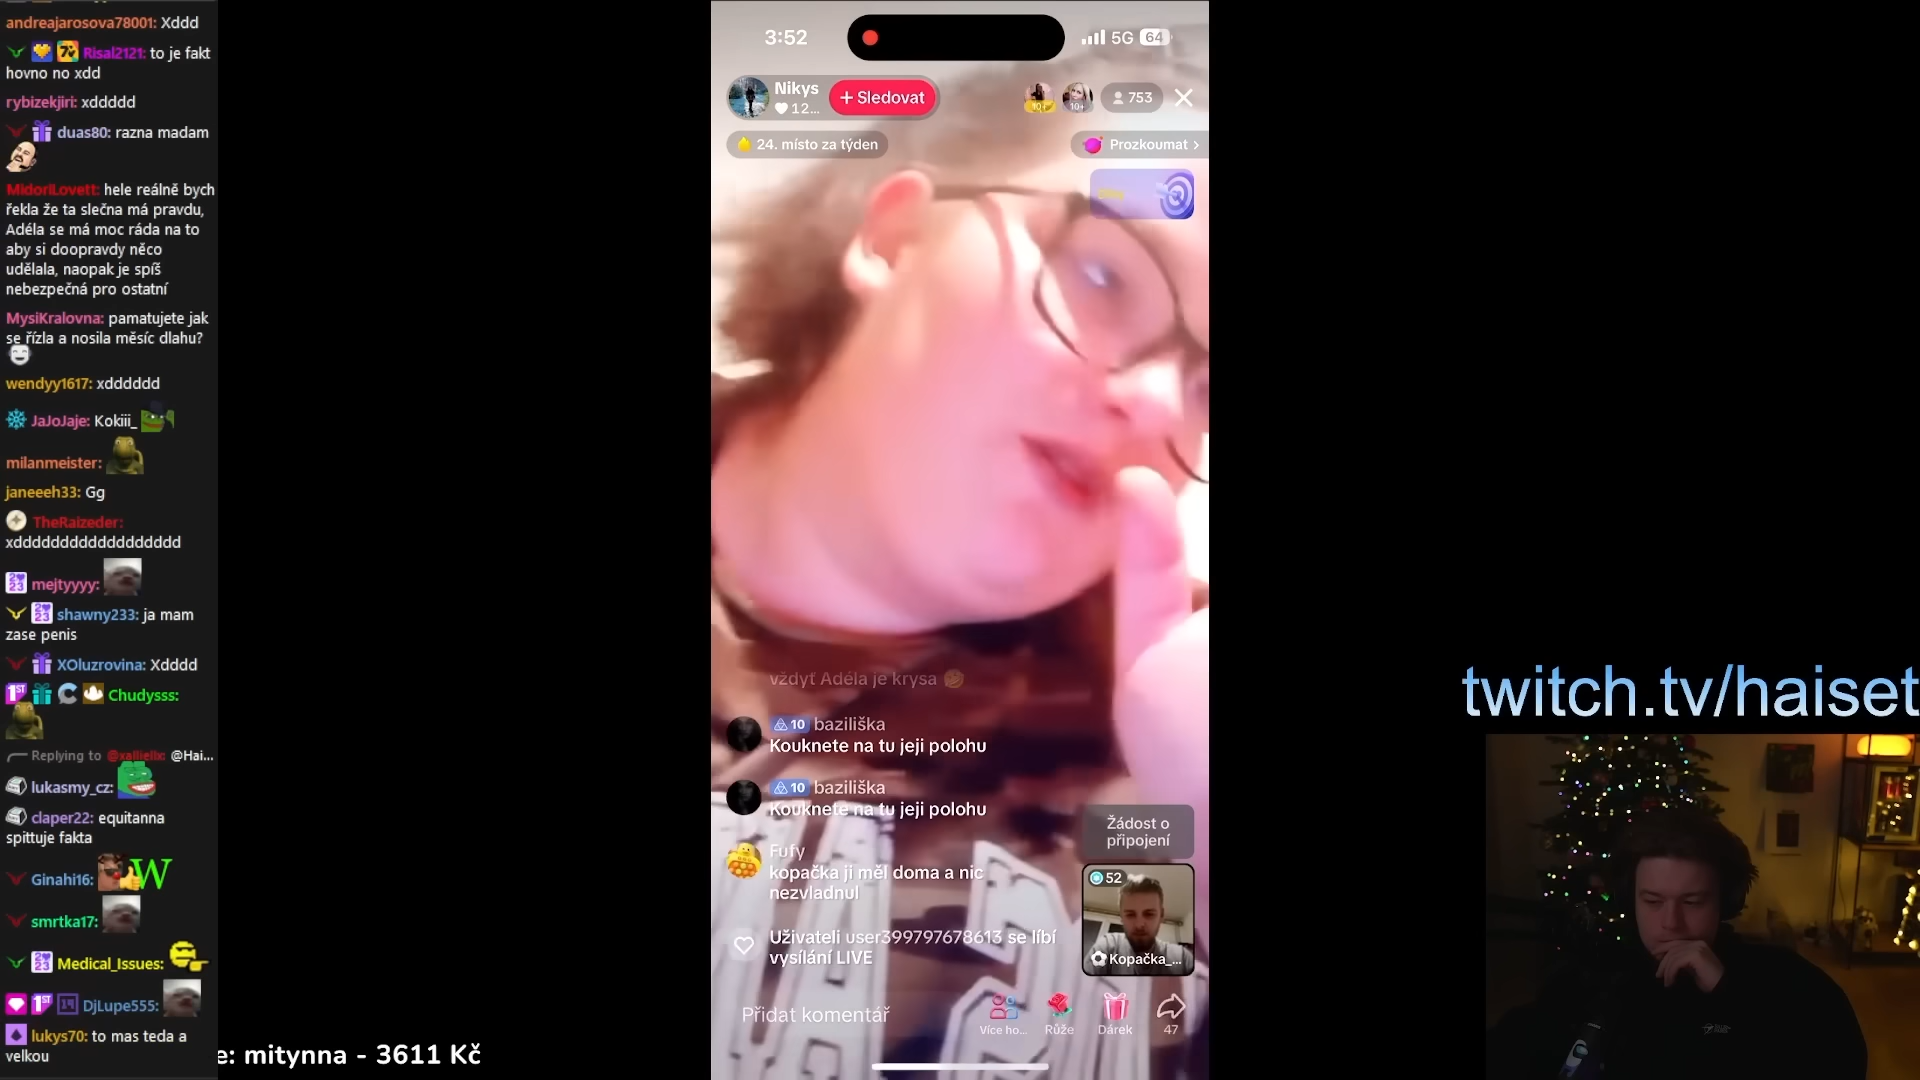 andreajarosova78001: Xddd
Risal2121: to je fakt
hovno no xdd
rybizekjiri: xddddd
duas80: razna madam
MidoriLovett: hele reálně bych
řekla že ta slečna má pravdu,
Adéla se má moc ráda na to
aby si doopravdy něco
udělala, naopak je spíš
nebezpečná pro ostatní
MysiKralovna: pamatujete jak
se řízla a nosila měsíc dlahu?
wendyy1617: xdddddd
JaJoJaje: Kokiii_
milanmeister:
janeeeh33: Gg
TheRaizeder:
xdddddddddddddddddd
mejtyyyy:
shawny233: ja mam
zase penis
XOluzrovina: Xdddd
Chudysss:
Replying to @Hai...
lukasmy_cz:
claper22: equitanna
spittuje fakta
Ginahi16: W
smrtka17:
Medical_Issues:
DjLupe555:
lukys70: to mas teda a
velkou
e: mitynna - 3611 Kč
3:52
5G 64
Nikys
12...
+ Sledovat
10+
10+
753
24. místo za týden
Prozkoumat ›
vždyť Adéla je krysa
10 baziliška
Kouknete na tu jeji polohu
10 baziliška
Kouknete na tu jeji polohu
Fufy
kopačka ji měl doma a nic
nezvladnul
Uživateli user399797678613 se líbí
vysílání LIVE
Žádost o
připojení
52
Kopačka_...
Přidat komentář
Více ho...
Růže
Dárek
47
twitch.tv/haiset